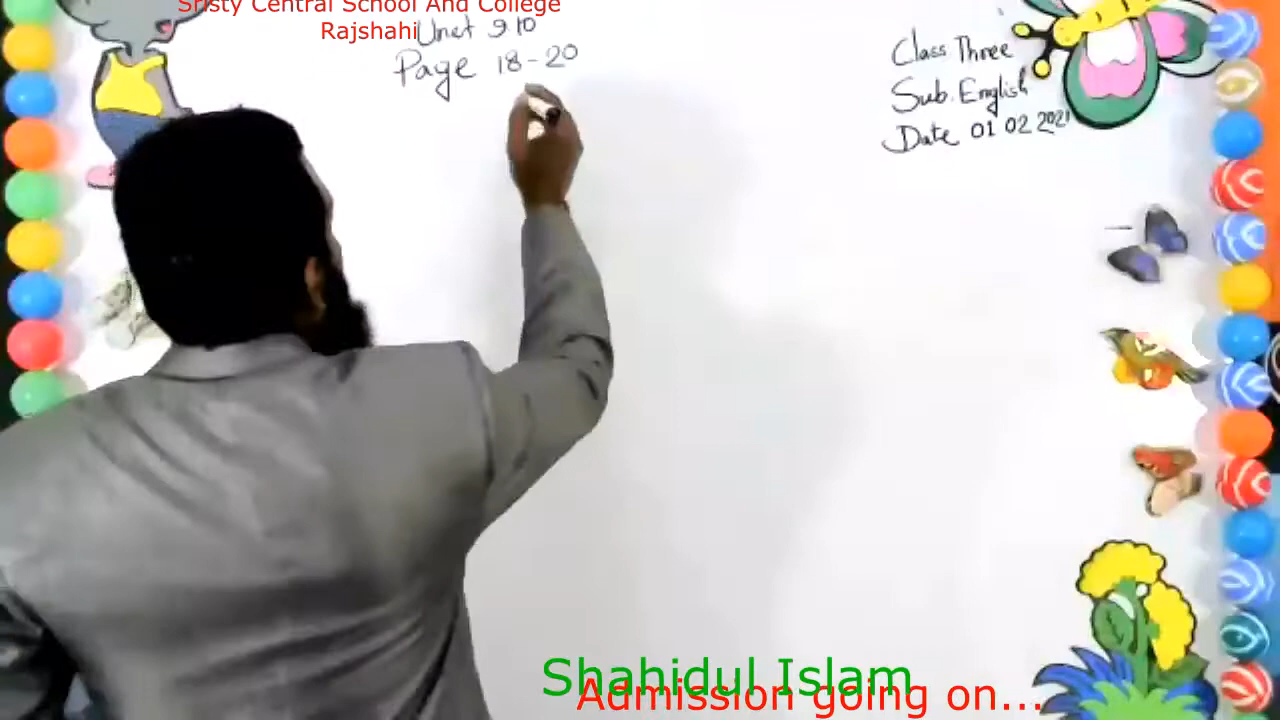 Sristy Central School And College
Rajshahi
Unet 9.10
Page 18-20
Class Three
Sub. English
Date 01 02 2021
Shahidul Islam
Admission going on...